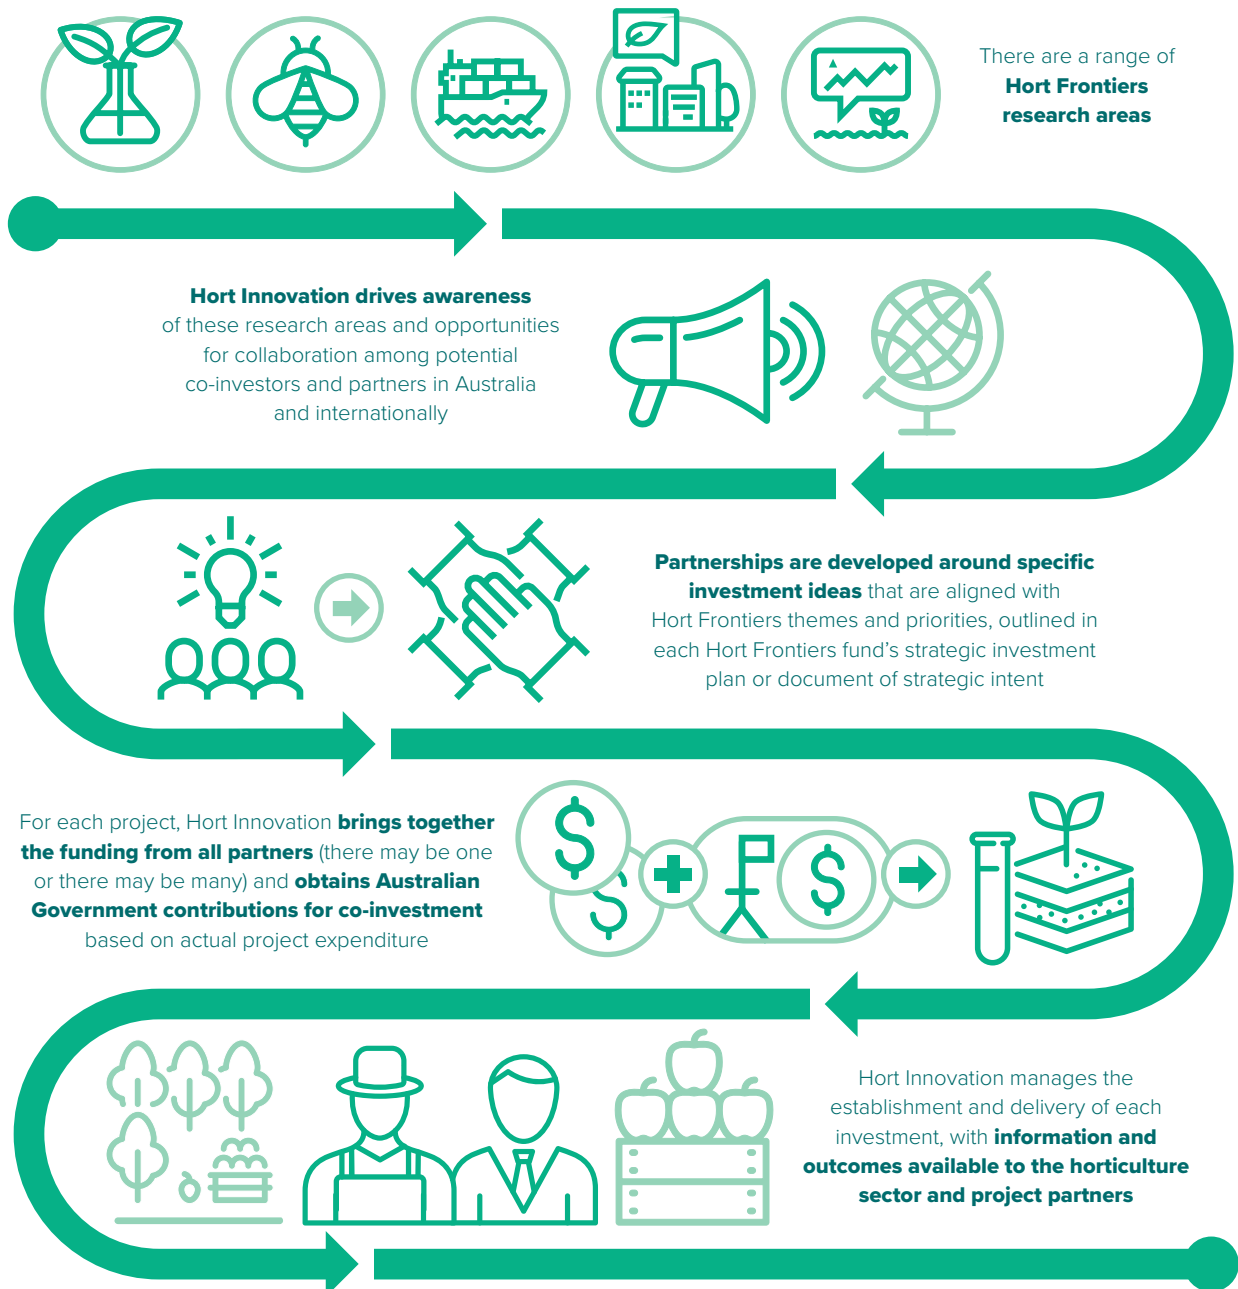 There are a range of
Hort Frontiers
research areas
Hort Innovation drives awareness
of these research areas and opportunities
for collaboration among potential
co-investors and partners in Australia
and internationally
Partnerships are developed around specific
investment ideas that are aligned with
Hort Frontiers themes and priorities, outlined in
each Hort Frontiers fund’s strategic investment
plan or document of strategic intent
For each project, Hort Innovation brings together
the funding from all partners (there may be one
or there may be many) and obtains Australian
Government contributions for co-investment
based on actual project expenditure
$
$
$
Hort Innovation manages the
establishment and delivery of each
investment, with information and
outcomes available to the horticulture
sector and project partners